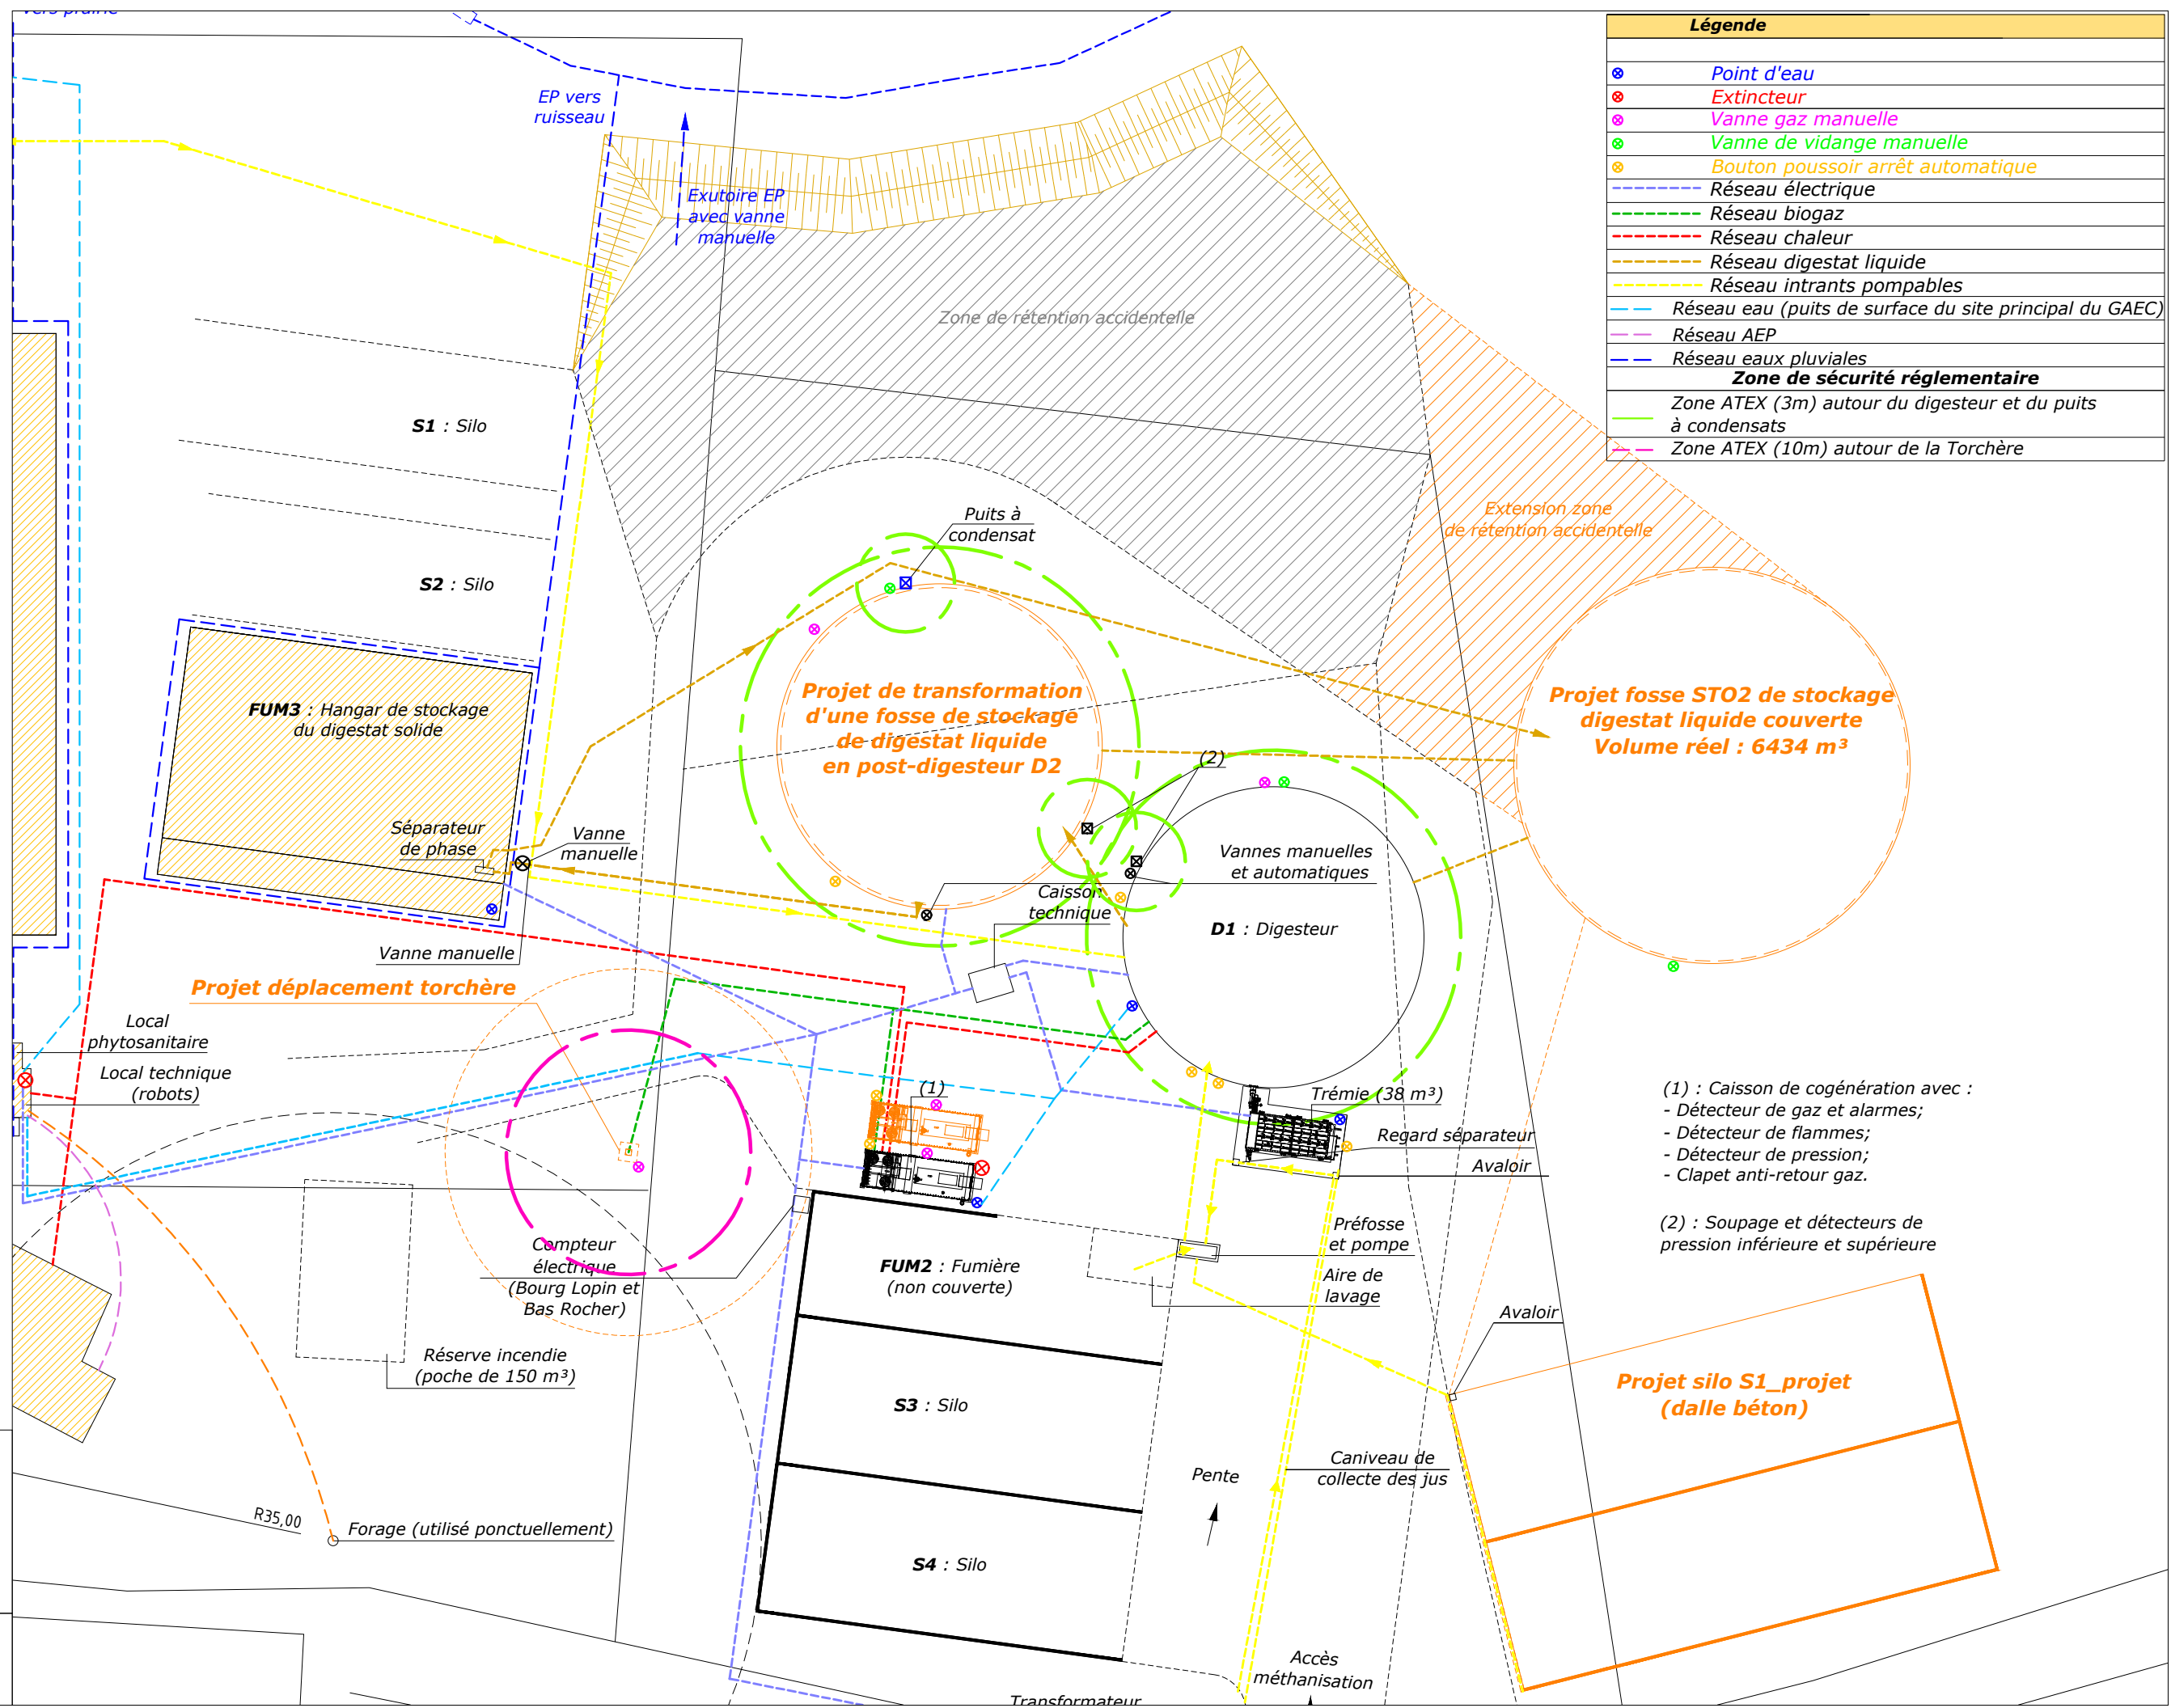 vers prairie
EP vers
ruisseau
Exutoire EP
avec vanne
manuelle
Légende
Point d'eau
Extincteur
Vanne gaz manuelle
Vanne de vidange manuelle
Bouton poussoir arrêt automatique
Réseau électrique
Réseau biogaz
Réseau chaleur
Réseau digestat liquide
Réseau intrants pompables
Réseau eau (puits de surface du site principal du GAEC)
Réseau AEP
Réseau eaux pluviales
Zone de sécurité réglementaire
Zone ATEX (3m) autour du digesteur et du puits
à condensats
Zone ATEX (10m) autour de la Torchère
Zone de rétention accidentelle
S1 : Silo
Extension zone
de rétention accidentelle
Puits à
condensat
S2 : Silo
FUM3 : Hangar de stockage
du digestat solide
Projet de transformation
d'une fosse de stockage
de digestat liquide
en post-digesteur D2
Projet fosse STO2 de stockage
digestat liquide couverte
Volume réel : 6434 m³
(2)
Séparateur
de phase
Vanne
manuelle
Vannes manuelles
et automatiques
Caisson
technique
D1 : Digesteur
Vanne manuelle
Projet déplacement torchère
Local
phytosanitaire
Local technique
(robots)
(1)
Trémie (38 m³)
Regard séparateur
Avaloir
(1) : Caisson de cogénération avec :
- Détecteur de gaz et alarmes;
- Détecteur de flammes;
- Détecteur de pression;
- Clapet anti-retour gaz.
(2) : Soupage et détecteurs de
pression inférieure et supérieure
Préfosse
et pompe
Aire de
lavage
Compteur
électrique
(Bourg Lopin et
Bas Rocher)
FUM2 : Fumière
(non couverte)
Avaloir
Réserve incendie
(poche de 150 m³)
Projet silo S1_projet
(dalle béton)
S3 : Silo
Caniveau de
collecte des jus
Pente
R35,00
Forage (utilisé ponctuellement)
S4 : Silo
Accès
méthanisation
Transformateur